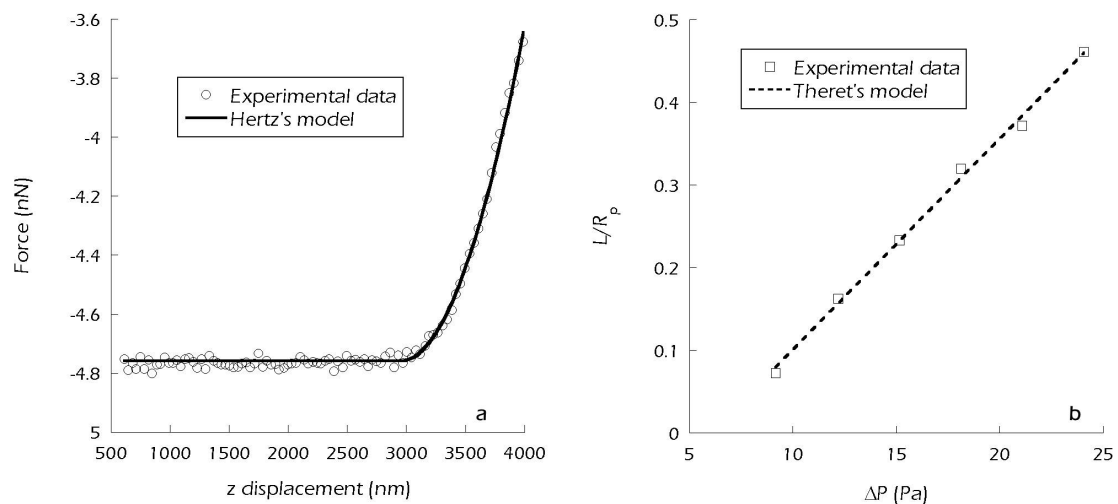 -3.6
-3.8
-4
-4.2
-4.4
-4.6
-4.8
5
Force (nN)
Experimental data
Hertz's model
a
500 1000 1500 2000 2500 3000 3500 4000
z displacement (nm)
0.5
0.4
0.3
0.2
0.1
0
L/Rp
Experimental data
Theret's model
b
5 10 15 20 25
ΔP (Pa)